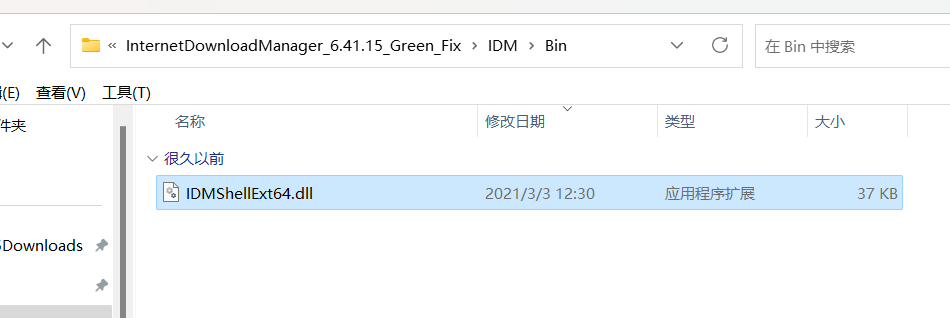 « InternetDownloadManager_6.41.15_Green_Fix > IDM > Bin
在 Bin 中搜索
(E) 查看(V) 工具(T)
件夹
名称 修改日期 类型 大小
很久以前
IDMShellExt64.dll 2021/3/3 12:30 应用程序扩展 37 KB
Downloads